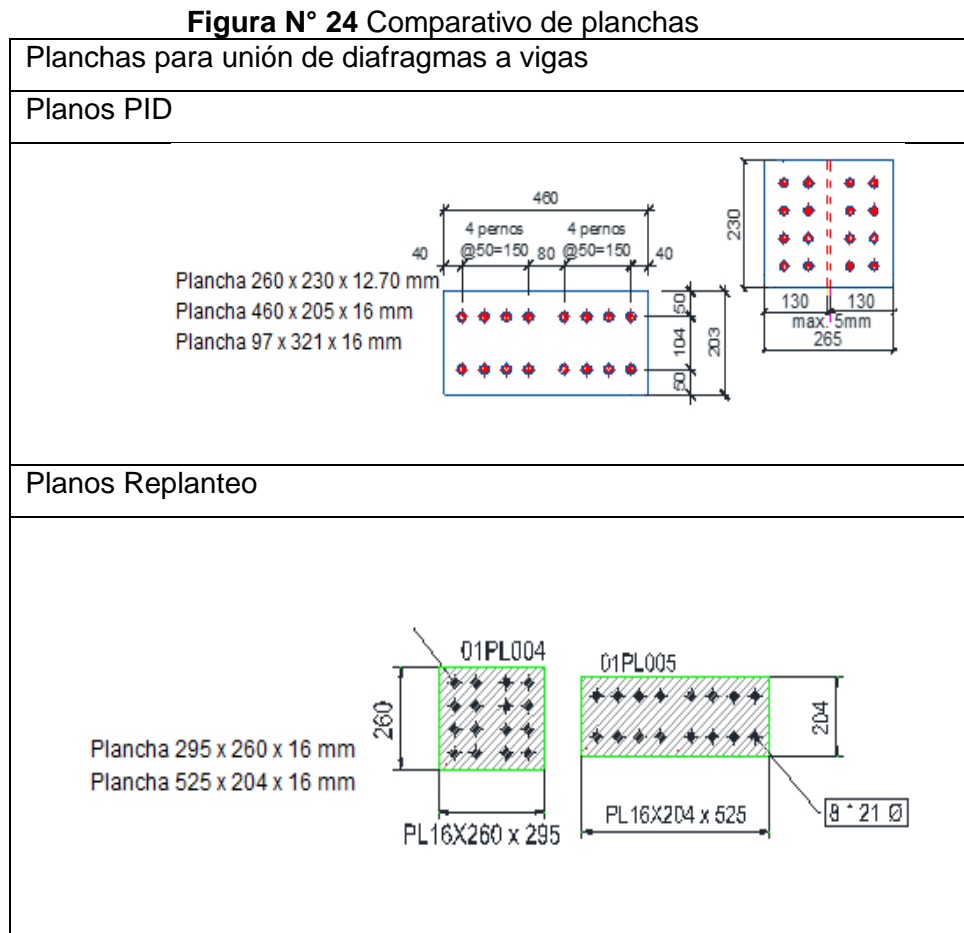 Figura N° 24 Comparativo de planchas
Planchas para unión de diafragmas a vigas
Planos PID
460
4 pernos 4 pernos
40 @50=150 80 @50=150 40
Plancha 260 x 230 x 12.70 mm
Plancha 460 x 205 x 16 mm
Plancha 97 x 321 x 16 mm
50
104
50
203
230
130 130
max. 5mm
265
Planos Replanteo
01PL004
260
Plancha 295 x 260 x 16 mm
Plancha 525 x 204 x 16 mm
PL16X260 x 295
01PL005
204
PL16X204 x 525
8 * 21 Ø